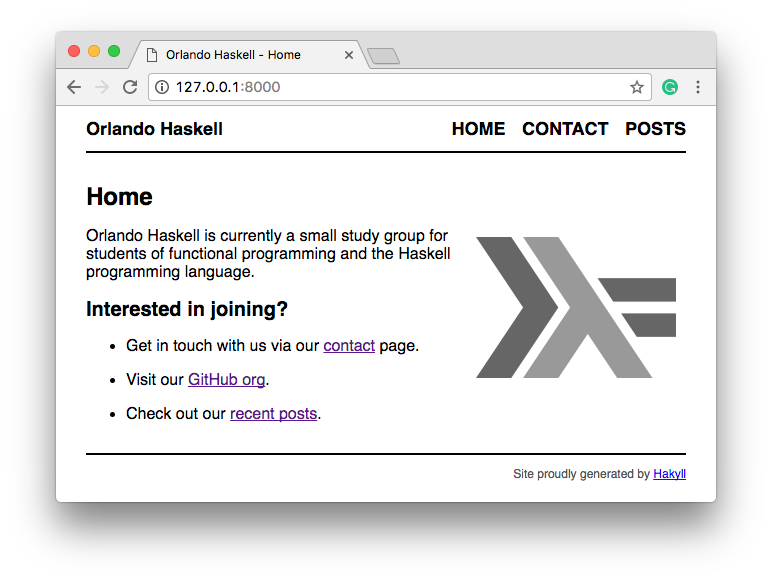 Orlando Haskell - Home
127.0.0.1:8000
Orlando Haskell
HOME CONTACT POSTS
Home
Orlando Haskell is currently a small study group for
students of functional programming and the Haskell
programming language.
Interested in joining?
Get in touch with us via our contact page.
Visit our GitHub org.
Check out our recent posts.
Site proudly generated by Hakyll